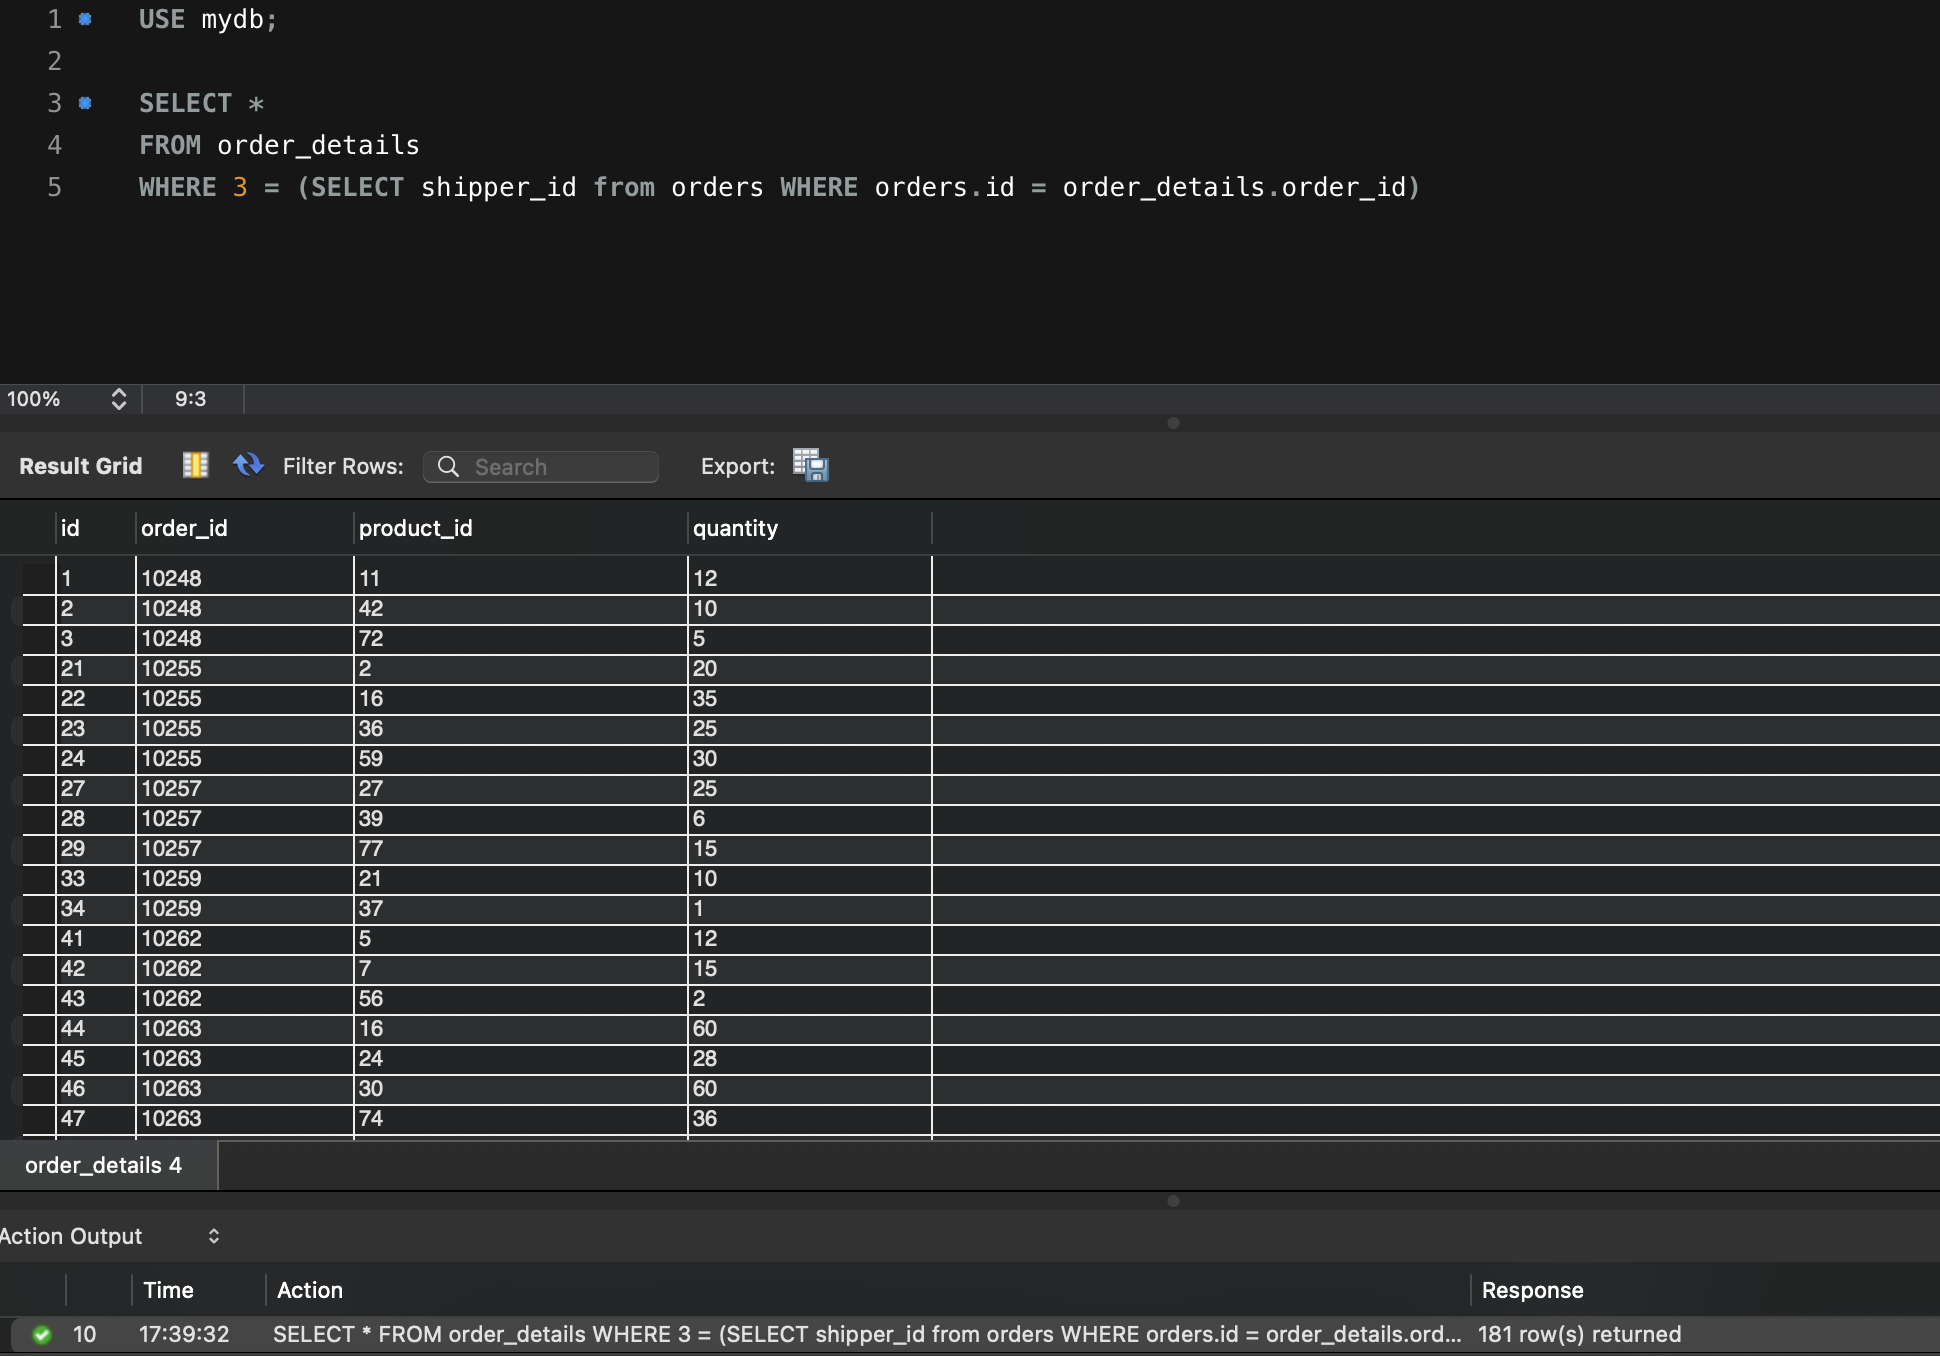 1 USE mydb;
2
3 SELECT *
4 FROM order_details
5 WHERE 3 = (SELECT shipper_id from orders WHERE orders.id = order_details.order_id)
100% 9:3
Result Grid Filter Rows: Search Export:
id order_id product_id quantity
1 10248 11 12
2 10248 42 10
3 10248 72 5
21 10255 2 20
22 10255 16 35
23 10255 36 25
24 10255 59 30
27 10257 27 25
28 10257 39 6
29 10257 77 15
33 10259 21 10
34 10259 37 1
41 10262 5 12
42 10262 7 15
43 10262 56 2
44 10263 16 60
45 10263 24 28
46 10263 30 60
47 10263 74 36
order_details 4
Action Output
Time Action Response
10 17:39:32 SELECT * FROM order_details WHERE 3 = (SELECT shipper_id from orders WHERE orders.id = order_details.ord... 181 row(s) returned